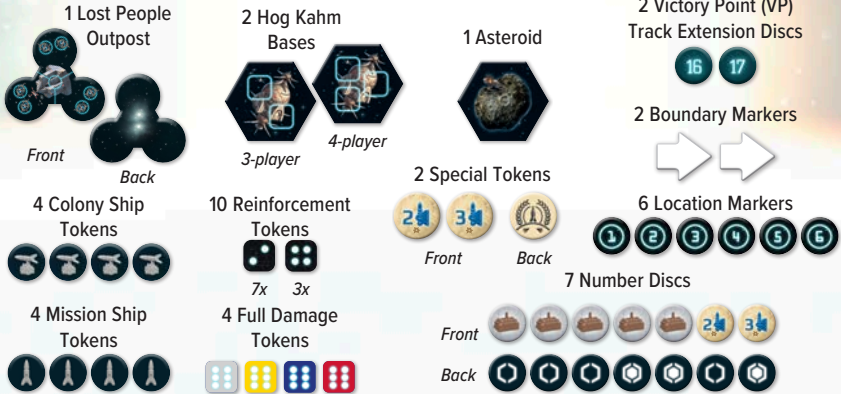 1 Lost People
Outpost
Front
Back
2 Hog Kahm
Bases
3-player
4-player
1 Asteroid
2 Victory Point (VP)
Track Extension Discs
16 17
2 Boundary Markers
4 Colony Ship
Tokens
10 Reinforcement
Tokens
7x 3x
2 Special Tokens
2 3
Front Back
6 Location Markers
1 2 3 4 5 6
4 Mission Ship
Tokens
4 Full Damage
Tokens
7 Number Discs
Front
2 3
Back